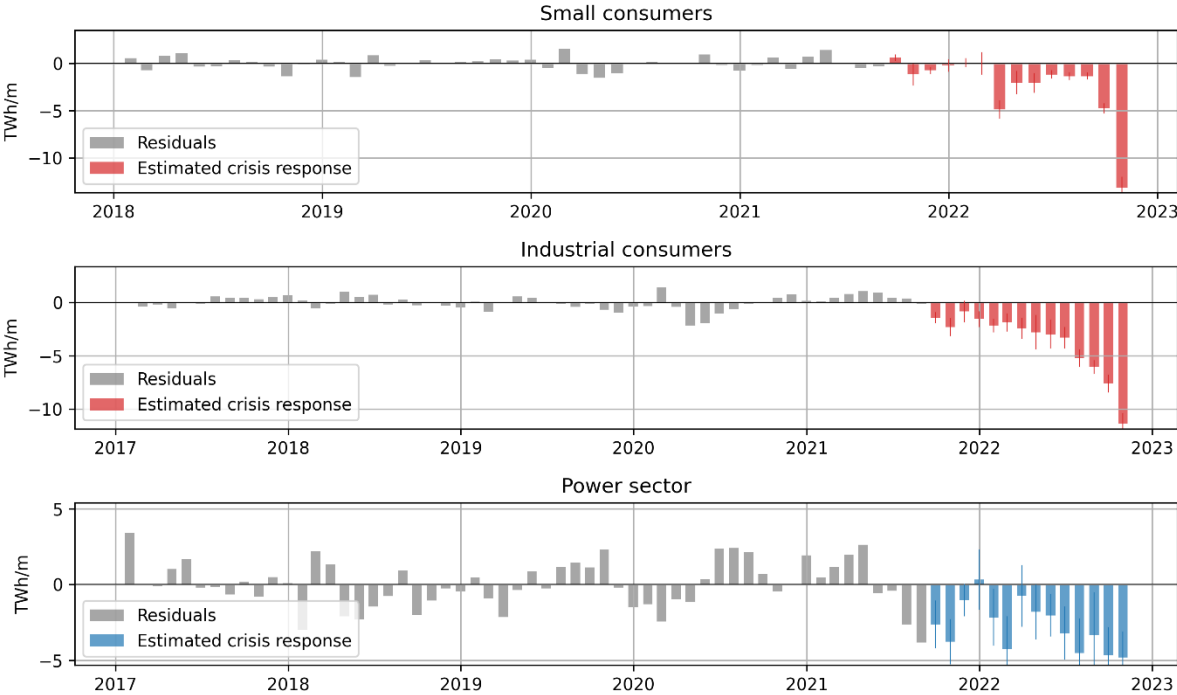 Small consumers
TWh/m
0
−5
−10
Residuals
Estimated crisis response
2018 2019 2020 2021 2022 2023
Industrial consumers
TWh/m
0
−5
−10
Residuals
Estimated crisis response
2017 2018 2019 2020 2021 2022 2023
Power sector
TWh/m
5
0
−5
Residuals
Estimated crisis response
2017 2018 2019 2020 2021 2022 2023